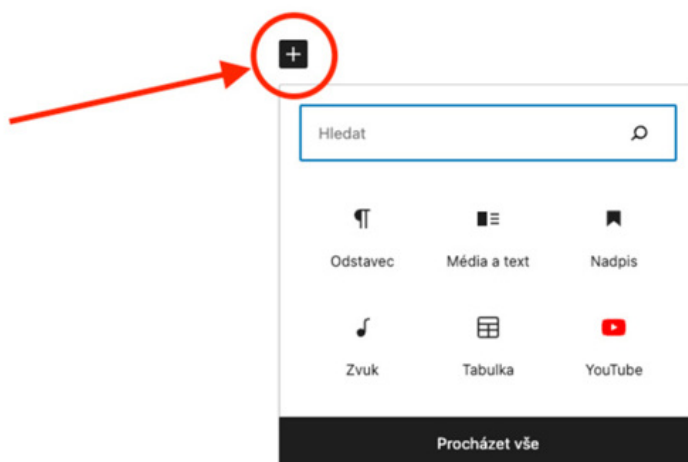 Hledat
Odstavec
Média a text
Nadpis
Zvuk
Tabulka
YouTube
Procházet vše